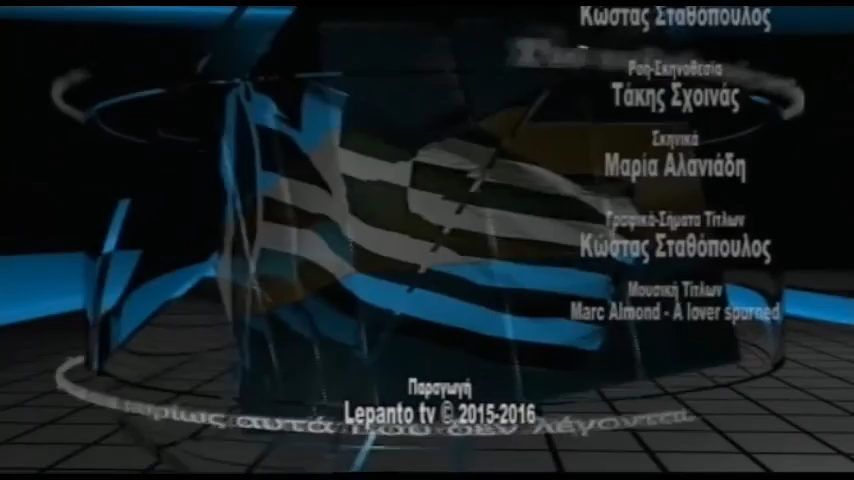 Κώστας Σταθόπουλος
Ροή-Σκηνοθεσία
Τάκης Σχοινάς
Σκηνικά
Μαρία Αλανιάδη
Γραφικά-Σήματα Τίτλων
Κώστας Σταθόπουλος
Μουσική Τίτλων
Marc Almond - A lover spurned
Παραγωγή
Lepanto tv © 2015-2016
κυρίως αυτά που δεν λέγονται